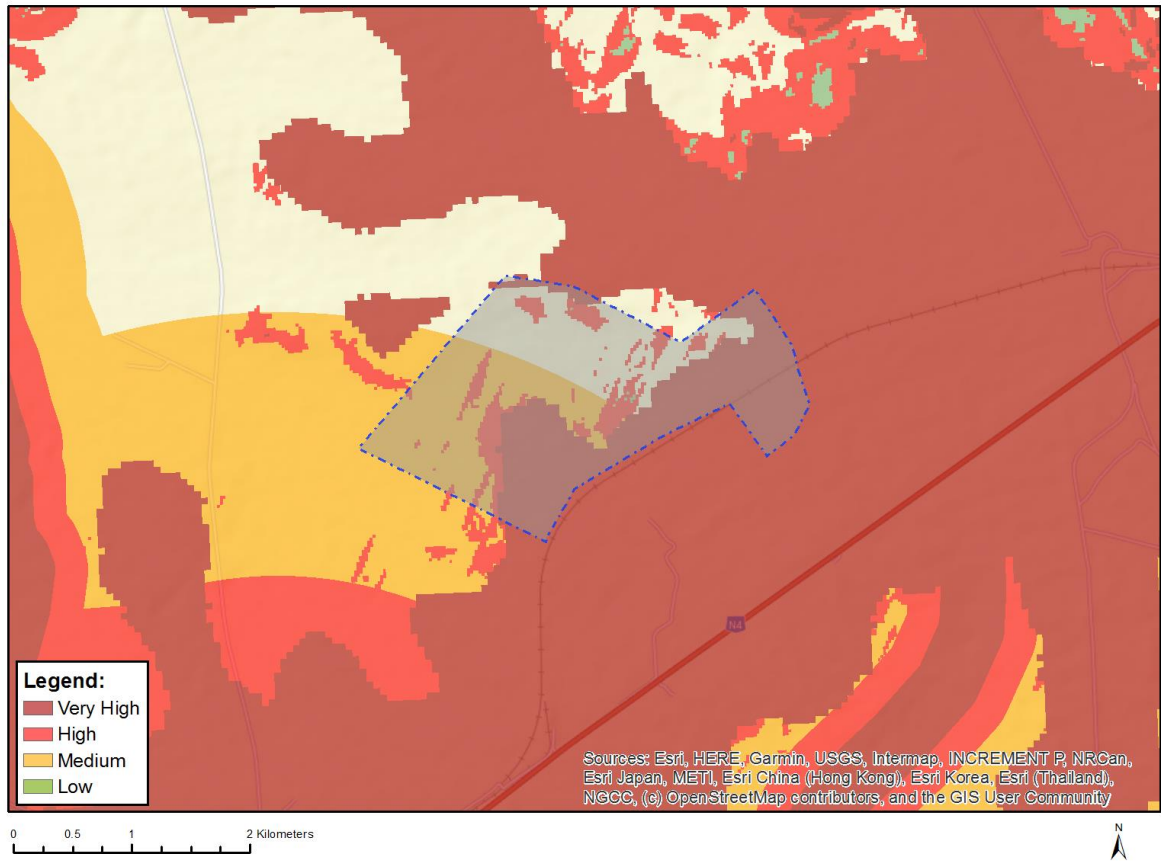 N4
Legend:
Very High
High
Medium
Low
Sources: Esri, HERE, Garmin, USGS, Intermap, INCREMENT P, NRCan,
Esri Japan, METI, Esri China (Hong Kong), Esri Korea, Esri (Thailand),
NGCC, (c) OpenStreetMap contributors, and the GIS User Community
0 0.5 1 2 Kilometers
N